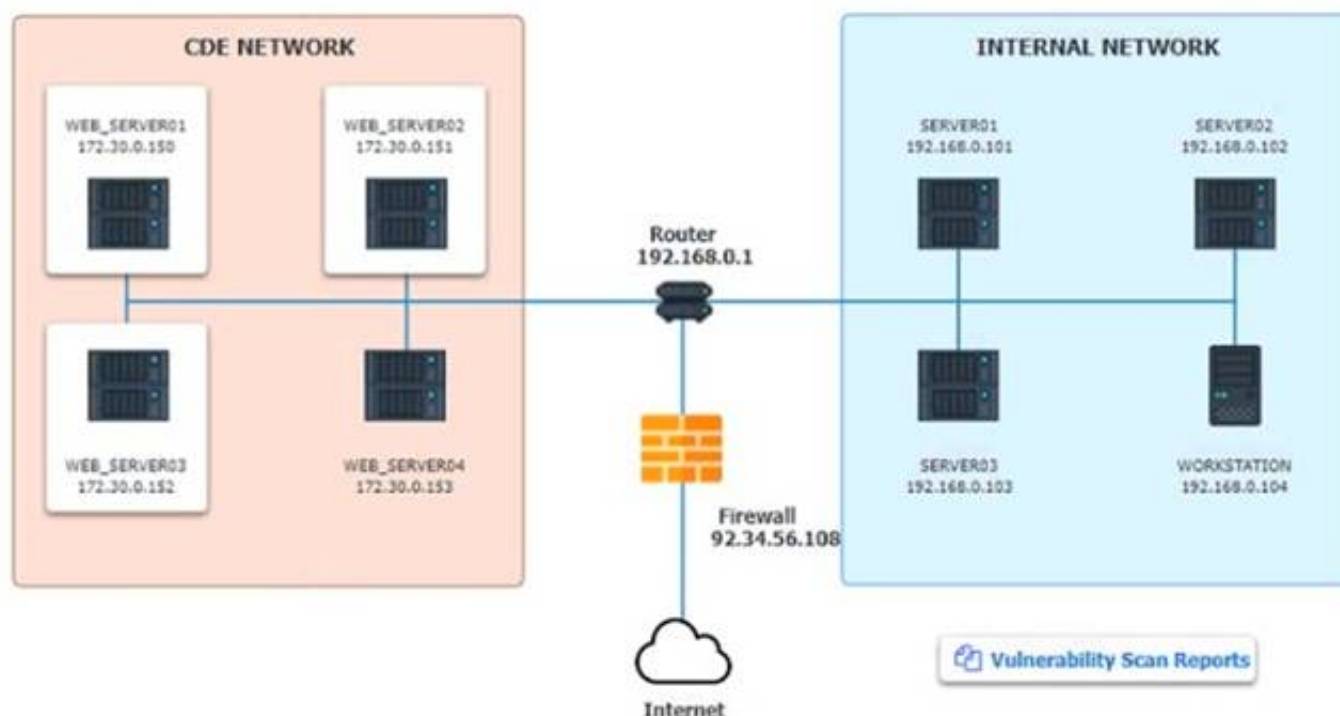 CDE NETWORK
WEB_SERVER01
172.30.0.150
WEB_SERVER02
172.30.0.151
WEB_SERVER03
172.30.0.152
WEB_SERVER04
172.30.0.153
Router
192.168.0.1
Firewall
92.34.56.108
Internet
INTERNAL NETWORK
SERVER01
192.168.0.101
SERVER02
192.168.0.102
SERVER03
192.168.0.103
WORKSTATION
192.168.0.104
Vulnerability Scan Reports